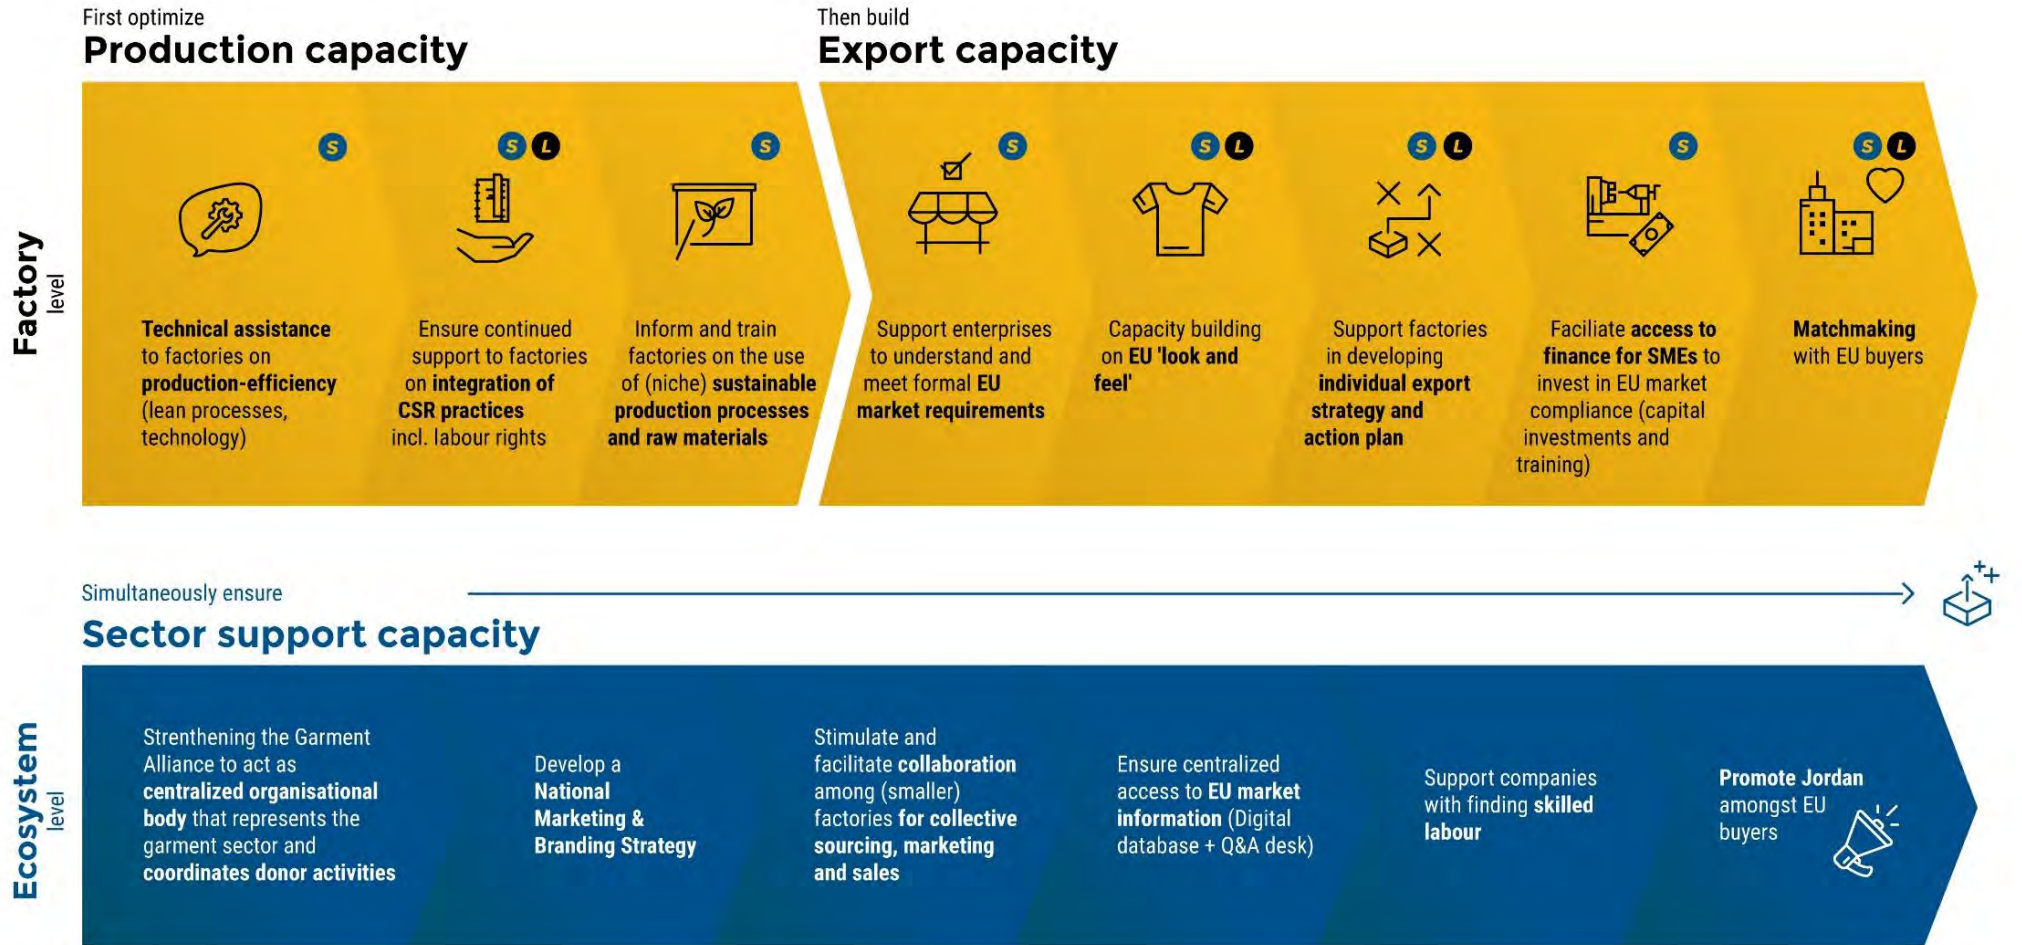 First optimize
Production capacity
Then build
Export capacity
Factory
level
S
Technical assistance
to factories on
production-efficiency
(lean processes,
technology)
S L
Ensure continued
support to factories
on integration of
CSR practices
incl. labour rights
S
Inform and train
factories on the use
of (niche) sustainable
production processes
and raw materials
S
Support enterprises
to understand and
meet formal EU
market requirements
S L
Capacity building
on EU 'look and
feel'
S L
Support factories
in developing
individual export
strategy and
action plan
S
Faciliate access to
finance for SMEs to
invest in EU market
compliance (capital
investments and
training)
S L
Matchmaking
with EU buyers
Simultaneously ensure
Sector support capacity
Ecosystem
level
Strenthening the Garment
Alliance to act as
centralized organisational
body that represents the
garment sector and
coordinates donor activities
Develop a
National
Marketing &
Branding Strategy
Stimulate and
facilitate collaboration
among (smaller)
factories for collective
sourcing, marketing
and sales
Ensure centralized
access to EU market
information (Digital
database + Q&A desk)
Support companies
with finding skilled
labour
Promote Jordan
amongst EU
buyers